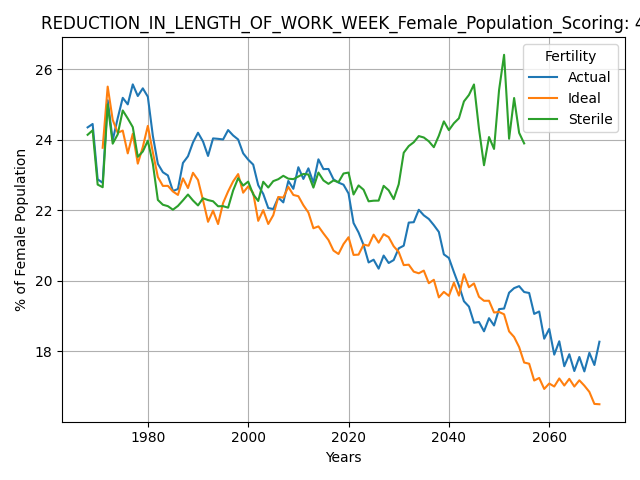 REDUCTION_IN_LENGTH_OF_WORK_WEEK_Female_Population_Scoring: 4
Fertility
Actual
Ideal
Sterile
% of Female Population
26
24
22
20
18
1980 2000 2020 2040 2060
Years